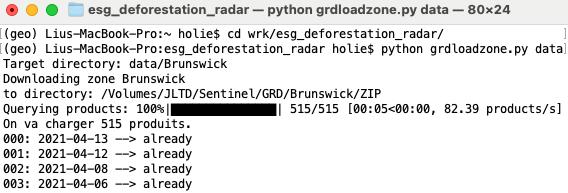 esg_deforestation_radar — python grdloadzone.py data — 80×24
(geo) Lius-MacBook-Pro:~ holie$ cd wrk/esg_deforestation_radar/
(geo) Lius-MacBook-Pro:esg_deforestation_radar holie$ python grdloadzone.py data
Target directory: data/Brunswick
Downloading zone Brunswick
to directory: /Volumes/JLTD/Sentinel/GRD/Brunswick/ZIP
Querying products: 100%|████████████████| 515/515 [00:05<00:00, 82.39 products/s]
On va charger 515 produits.
000: 2021-04-13 --> already
001: 2021-04-12 --> already
002: 2021-04-08 --> already
003: 2021-04-06 --> already